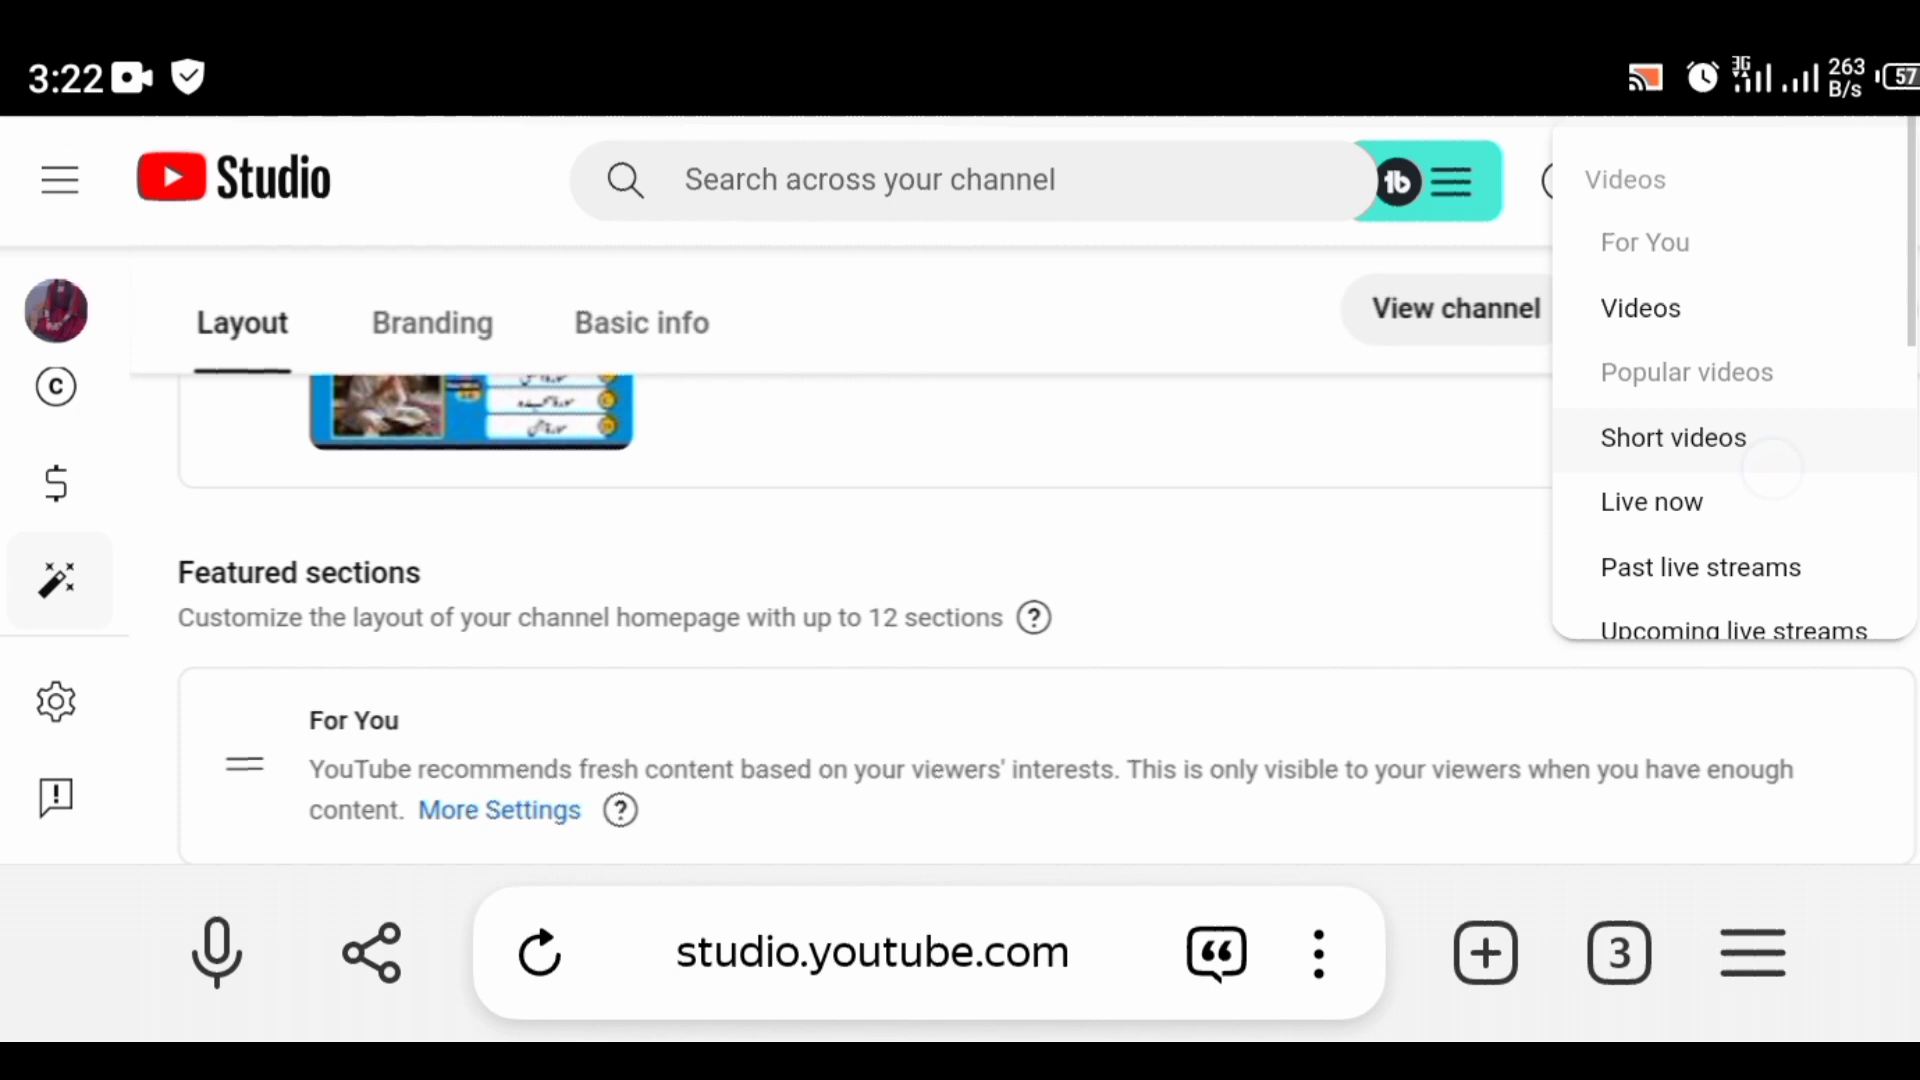 3:22
3G
263
B/s
57
Studio
Search across your channel
Layout
Branding
Basic info
View channel
Videos
For You
Videos
Popular videos
Short videos
Live now
Past live streams
Upcoming live streams
Featured sections
Customize the layout of your channel homepage with up to 12 sections
For You
YouTube recommends fresh content based on your viewers' interests. This is only visible to your viewers when you have enough
content. More Settings
studio.youtube.com
3